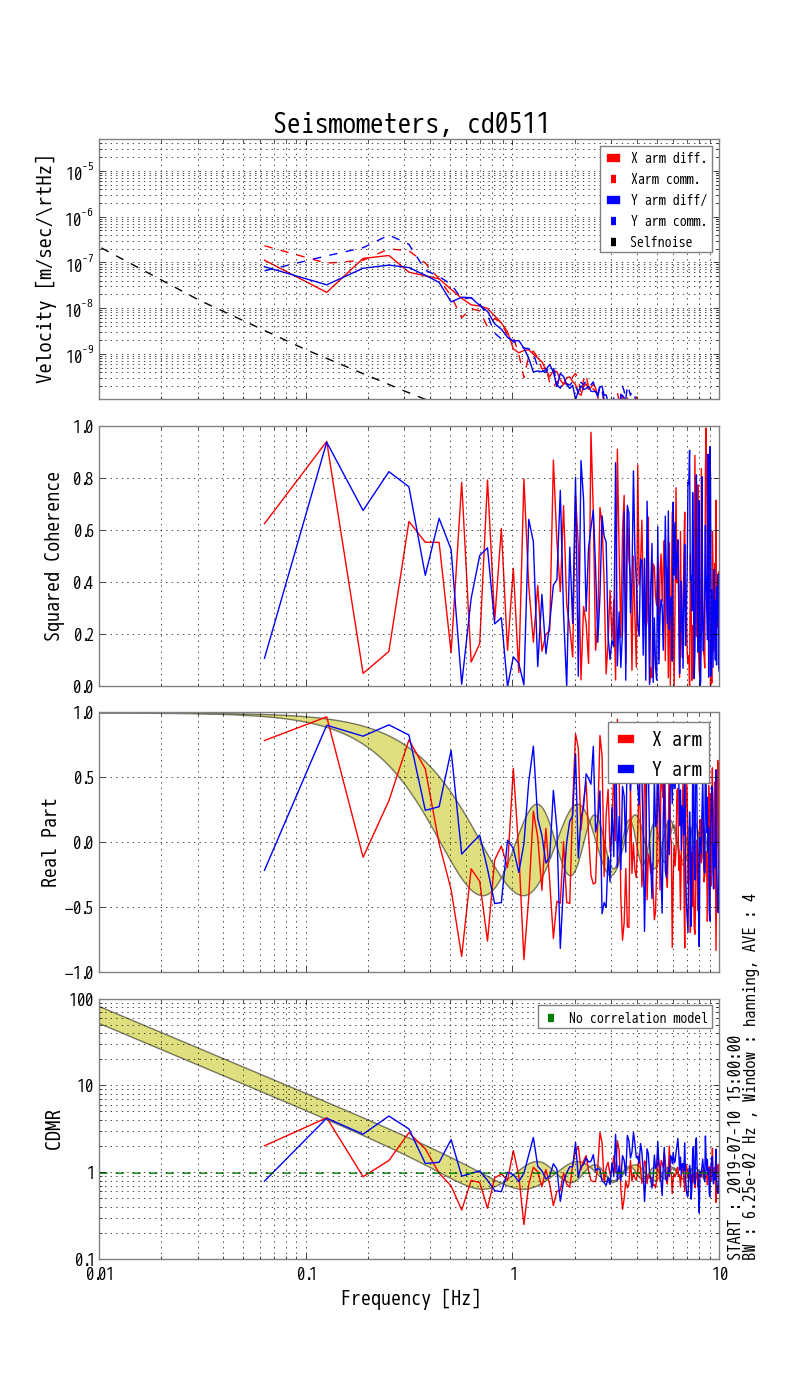 Seismometers, cd0511
Velocity [m/sec/\rtHz]
10^-5
10^-6
10^-7
10^-8
10^-9
X arm diff.
Xarm comm.
Y arm diff/
Y arm comm.
Selfnoise
Squared Coherence
1.0
0.8
0.6
0.4
0.2
0.0
Real Part
1.0
0.5
0.0
−0.5
−1.0
X arm
Y arm
CDMR
100
10
1
0.1
No correlation model
0.01
0.1
1
10
Frequency [Hz]
START : 2019-07-10 15:00:00
BW : 6.25e-02 Hz , Window : hanning, AVE : 4